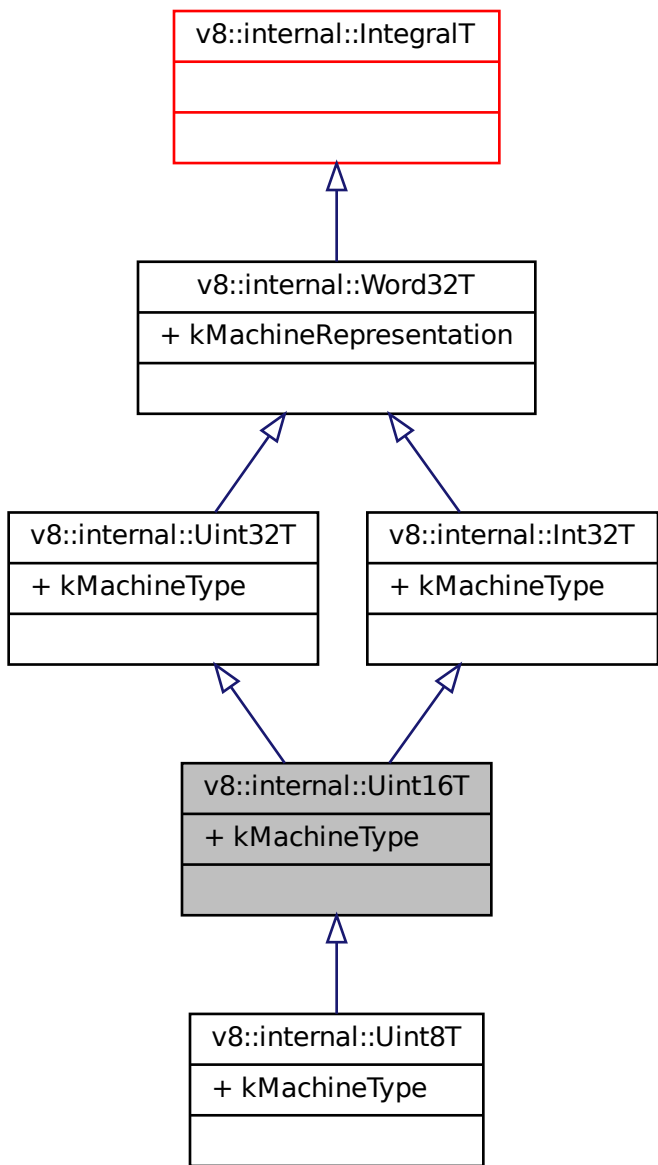 v8::internal::IntegralT
v8::internal::Word32T
+ kMachineRepresentation
v8::internal::Uint32T
+ kMachineType
v8::internal::Int32T
+ kMachineType
v8::internal::Uint16T
+ kMachineType
v8::internal::Uint8T
+ kMachineType